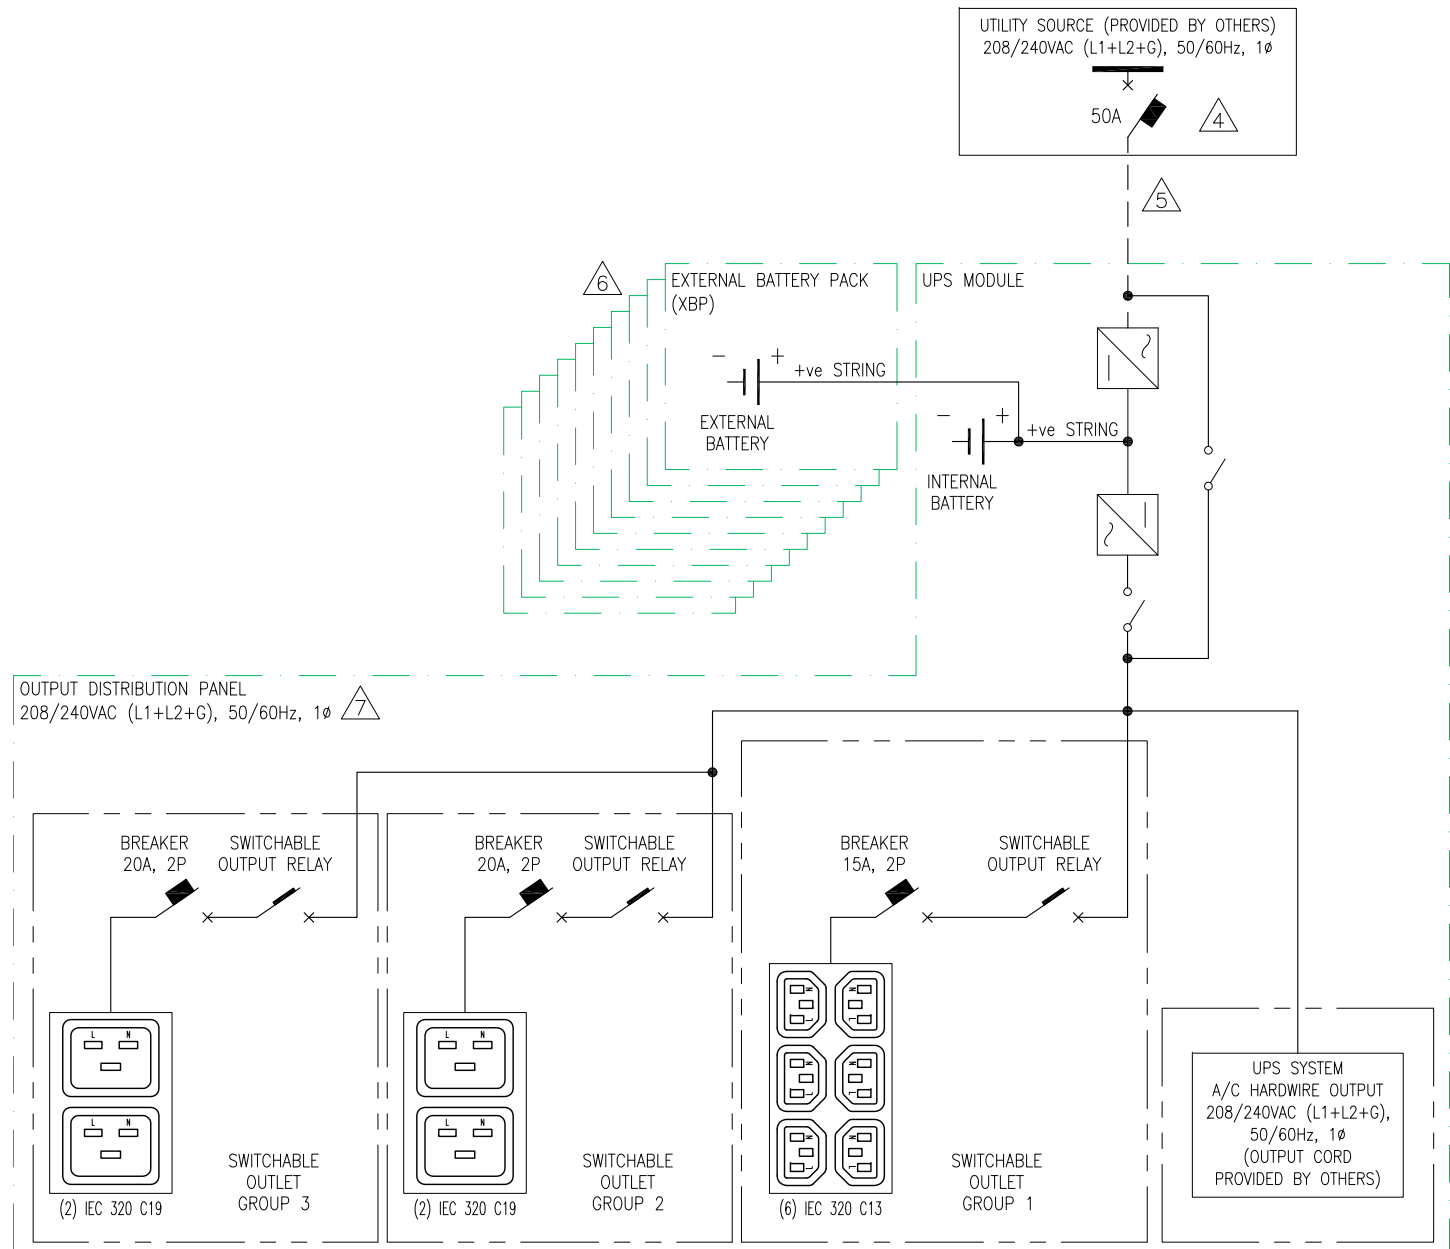 UTILITY SOURCE (PROVIDED BY OTHERS)
208/240VAC (L1+L2+G), 50/60Hz, 1ø
50A
4
5
6
EXTERNAL BATTERY PACK
(XBP)
- +
+ve STRING
EXTERNAL
BATTERY
UPS MODULE
- +
+ve STRING
INTERNAL
BATTERY
OUTPUT DISTRIBUTION PANEL
208/240VAC (L1+L2+G), 50/60Hz, 1ø
7
BREAKER
20A, 2P
SWITCHABLE
OUTPUT RELAY
L N
L N
(2) IEC 320 C19
SWITCHABLE
OUTLET
GROUP 3
BREAKER
20A, 2P
SWITCHABLE
OUTPUT RELAY
L N
L N
(2) IEC 320 C19
SWITCHABLE
OUTLET
GROUP 2
BREAKER
15A, 2P
SWITCHABLE
OUTPUT RELAY
N N
L L
N N
L L
N N
L L
(6) IEC 320 C13
SWITCHABLE
OUTLET
GROUP 1
UPS SYSTEM
A/C HARDWIRE OUTPUT
208/240VAC (L1+L2+G),
50/60Hz, 1ø
(OUTPUT CORD
PROVIDED BY OTHERS)